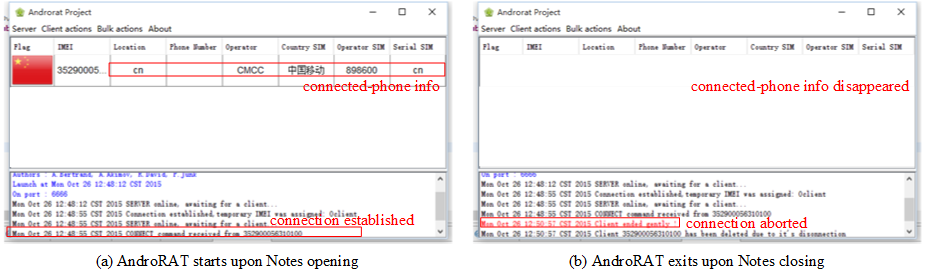 Androrat Project
Server Client actions Bulk actions About
Flag IMEI Location Phone Number Operator Country SIM Operator SIM Serial SIM
35290005... cn CMCC 中国移动 898600 cn
connected-phone info
Authors : A.Bertrand, A.Akimov, R.David, P.Junk
Launch at Mon Oct 26 12:48:12 CST 2015
On port : 6666
Mon Oct 26 12:48:12 CST 2015 SERVER online, awaiting for a client...
Mon Oct 26 12:48:55 CST 2015 Connection established,temporary IMEI was assigned: 0client
Mon Oct 26 12:48:55 CST 2015 SERVER online, awaiting for a client...
connection established
Mon Oct 26 12:48:55 CST 2015 CONNECT command received from 352900056310100
(a) AndroRAT starts upon Notes opening
Androrat Project
Server Client actions Bulk actions About
Flag IMEI Location Phone Number Operator Country SIM Operator SIM Serial SIM
connected-phone info disappeared
On port : 6666
Mon Oct 26 12:48:12 CST 2015 SERVER online, awaiting for a client...
Mon Oct 26 12:48:55 CST 2015 Connection established,temporary IMEI was assigned: 0client
Mon Oct 26 12:48:55 CST 2015 SERVER online, awaiting for a client...
Mon Oct 26 12:48:55 CST 2015 CONNECT command received from 352900056310100
Mon Oct 26 12:50:57 CST 2015 Client ended gently !
connection aborted
Mon Oct 26 12:50:57 CST 2015 Client 352900056310100 has been deleted due to it's disonnection
(b) AndroRAT exits upon Notes closing